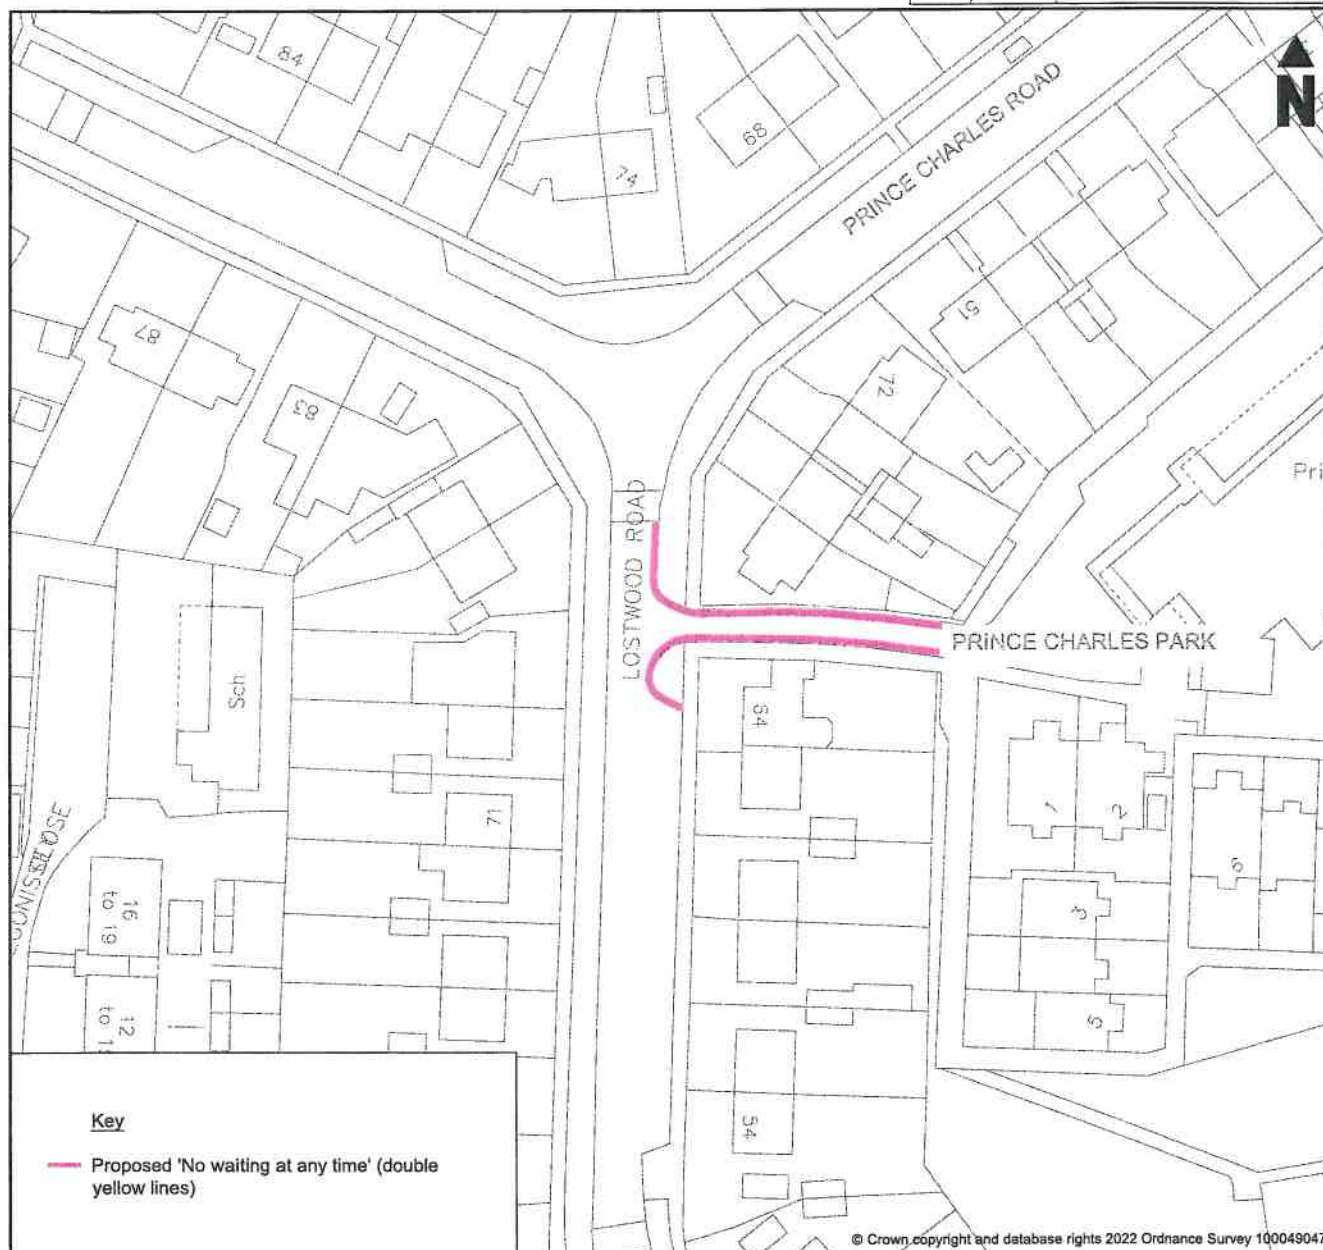 84
74
68
N
PRINCE CHARLES ROAD
51
72
87
83
Pri
LOSTWOOD ROAD
PRINCE CHARLES PARK
Sch
64
77
1
2
6
3
5
16
to 19
12
54
Key
Proposed 'No waiting at any time' (double
yellow lines)
© Crown copyright and database rights 2022 Ordnance Survey 100049047